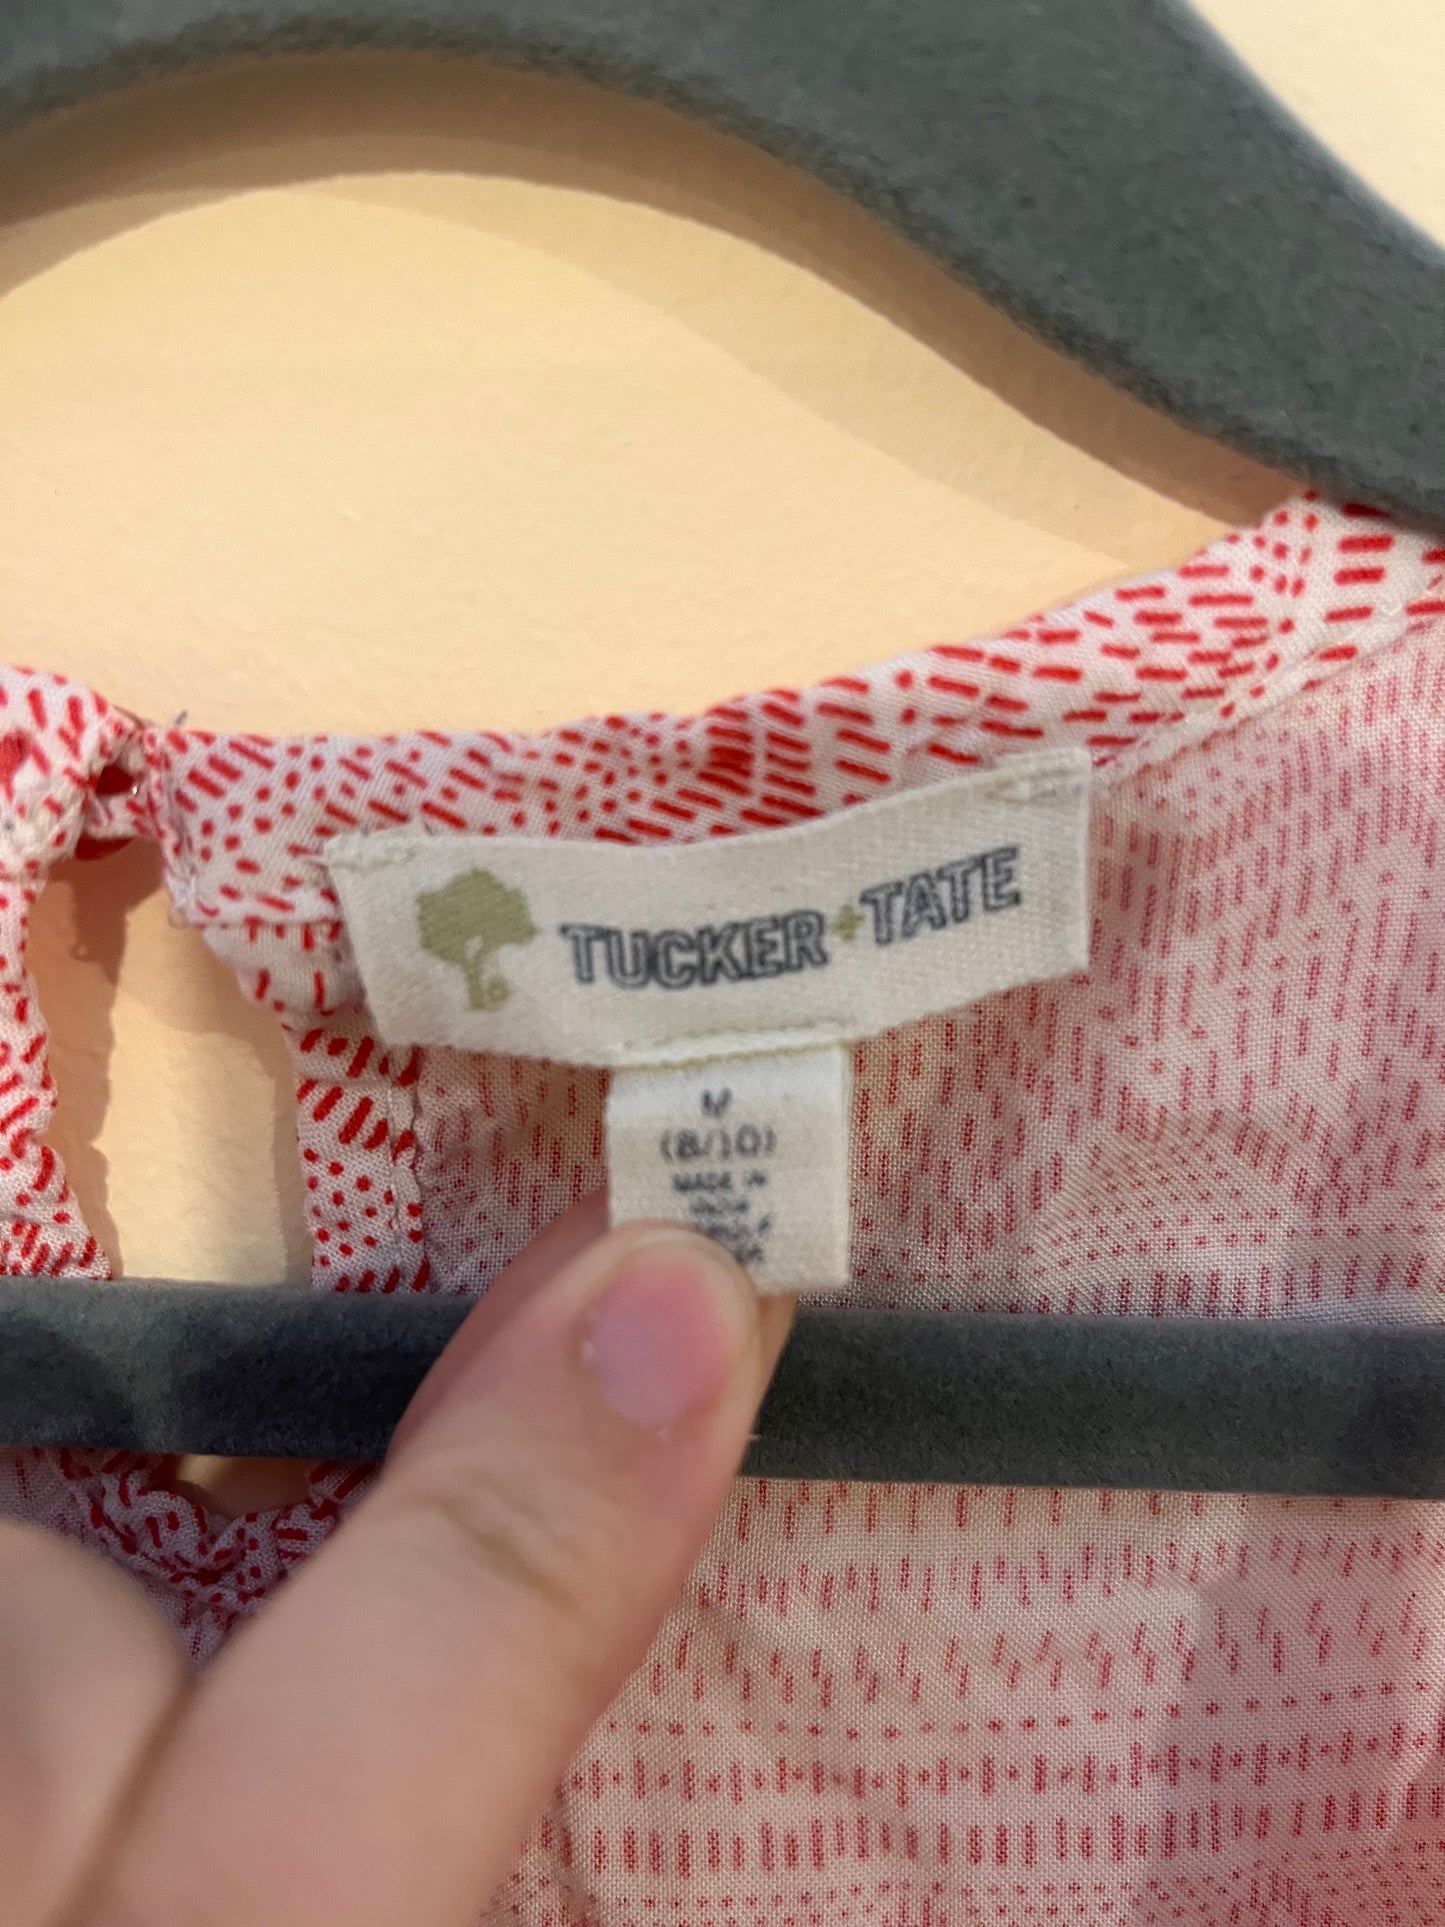 TUCKER + TATE
M
(8/10)
MADE IN